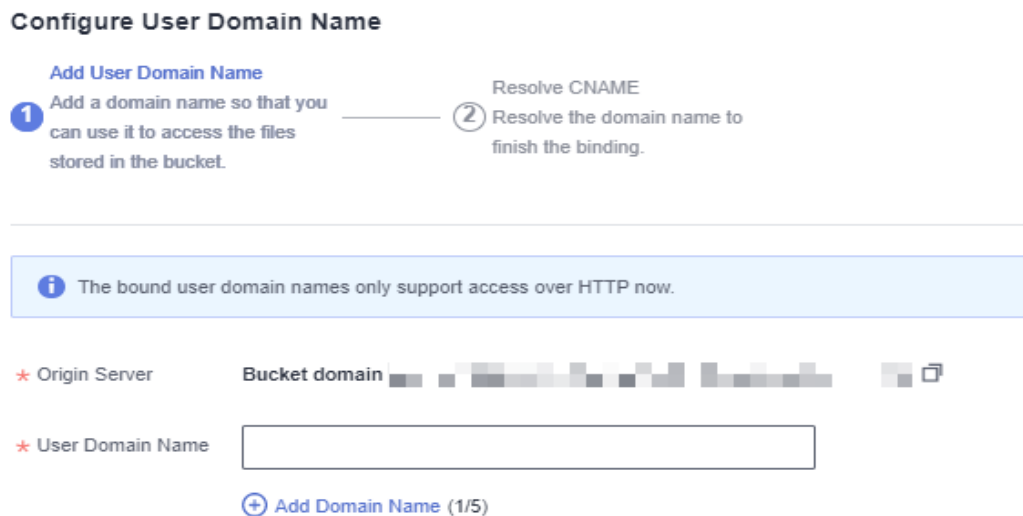 Configure User Domain Name
1
Add User Domain Name
Add a domain name so that you
can use it to access the files
stored in the bucket.
2
Resolve CNAME
Resolve the domain name to
finish the binding.
The bound user domain names only support access over HTTP now.
* Origin Server
Bucket domain
* User Domain Name
Add Domain Name (1/5)